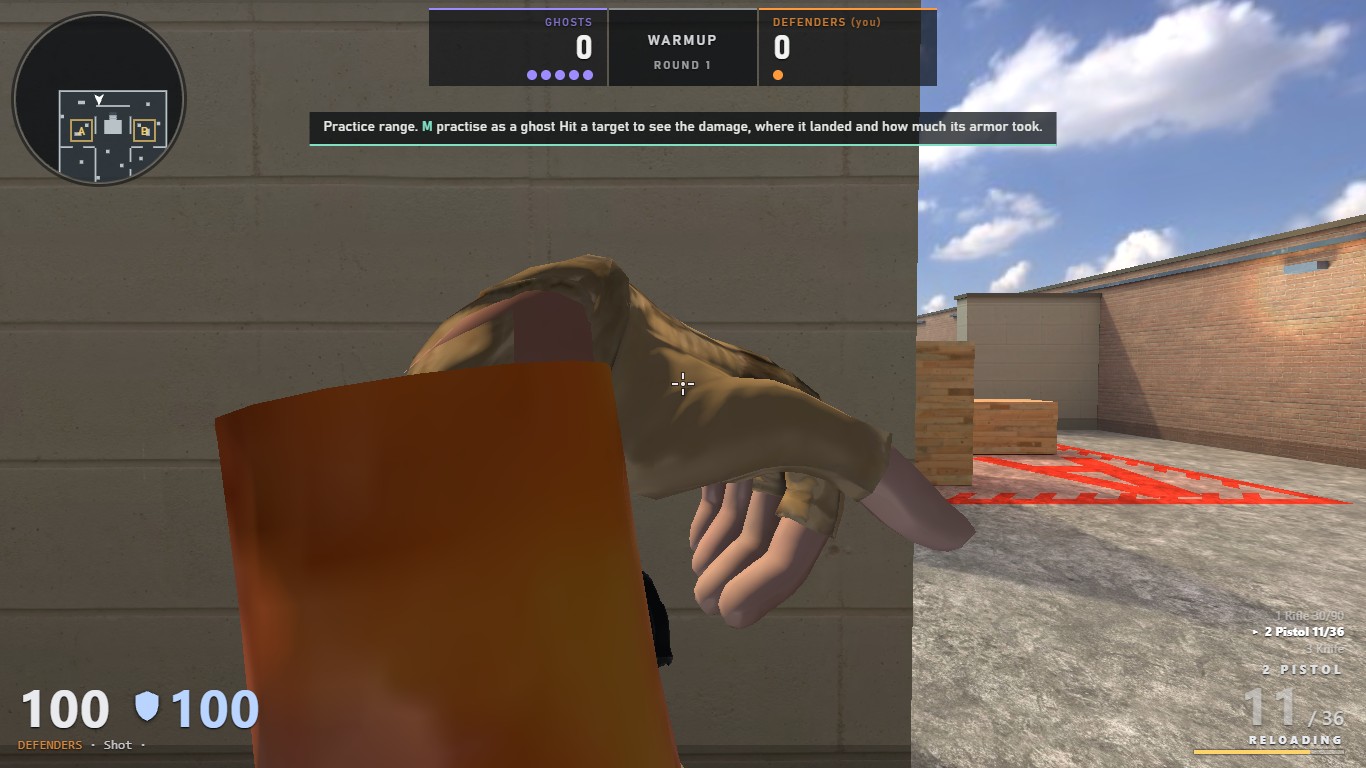 GHOSTS
0
WARMUP
ROUND 1
DEFENDERS (you)
0
Practice range. M practise as a ghost Hit a target to see the damage, where it landed and how much its armor took.
A
B
1 Rifle 30/90
▸ 2 Pistol 11/36
3 Knife
2 PISTOL
11 / 36
RELOADING
100 100
DEFENDERS · Shot ·